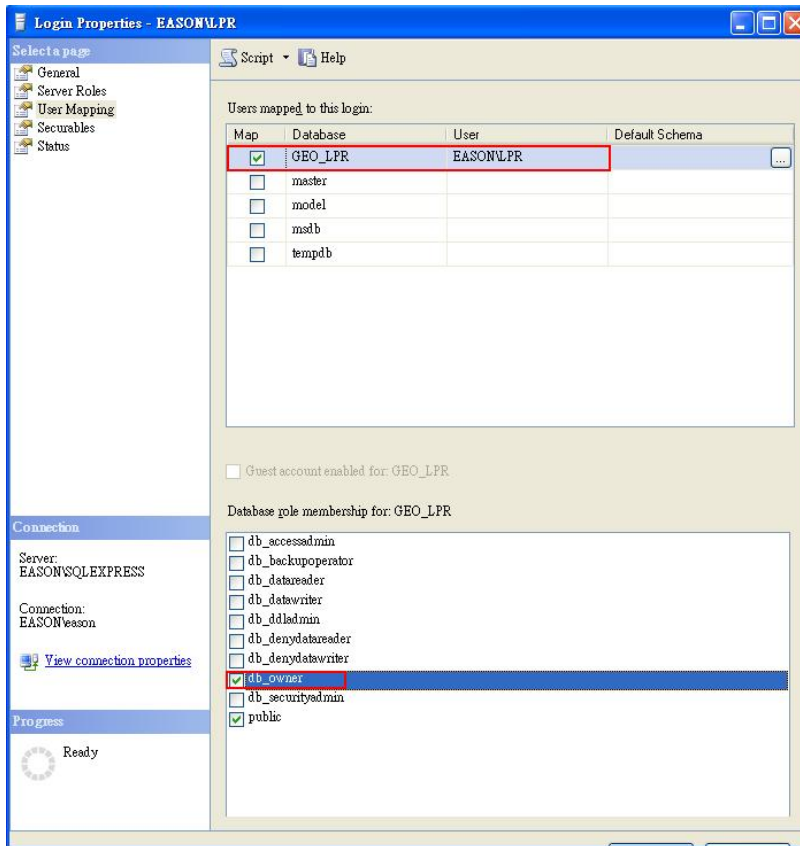 Login Properties - EASON\LPR
Select a page
General
Server Roles
User Mapping
Securables
Status
Script
Help
Users mapped to this login:
Map Database User Default Schema
GEO_LPR EASON\LPR ...
master
model
msdb
tempdb
Guest account enabled for: GEO_LPR
Database role membership for: GEO_LPR
db_accessadmin
db_backupoperator
db_datareader
db_datawriter
db_ddladmin
db_denydatareader
db_denydatawriter
db_owner
db_securityadmin
public
Connection
Server:
EASON\SQLEXPRESS
Connection:
EASON\eason
View connection properties
Progress
Ready